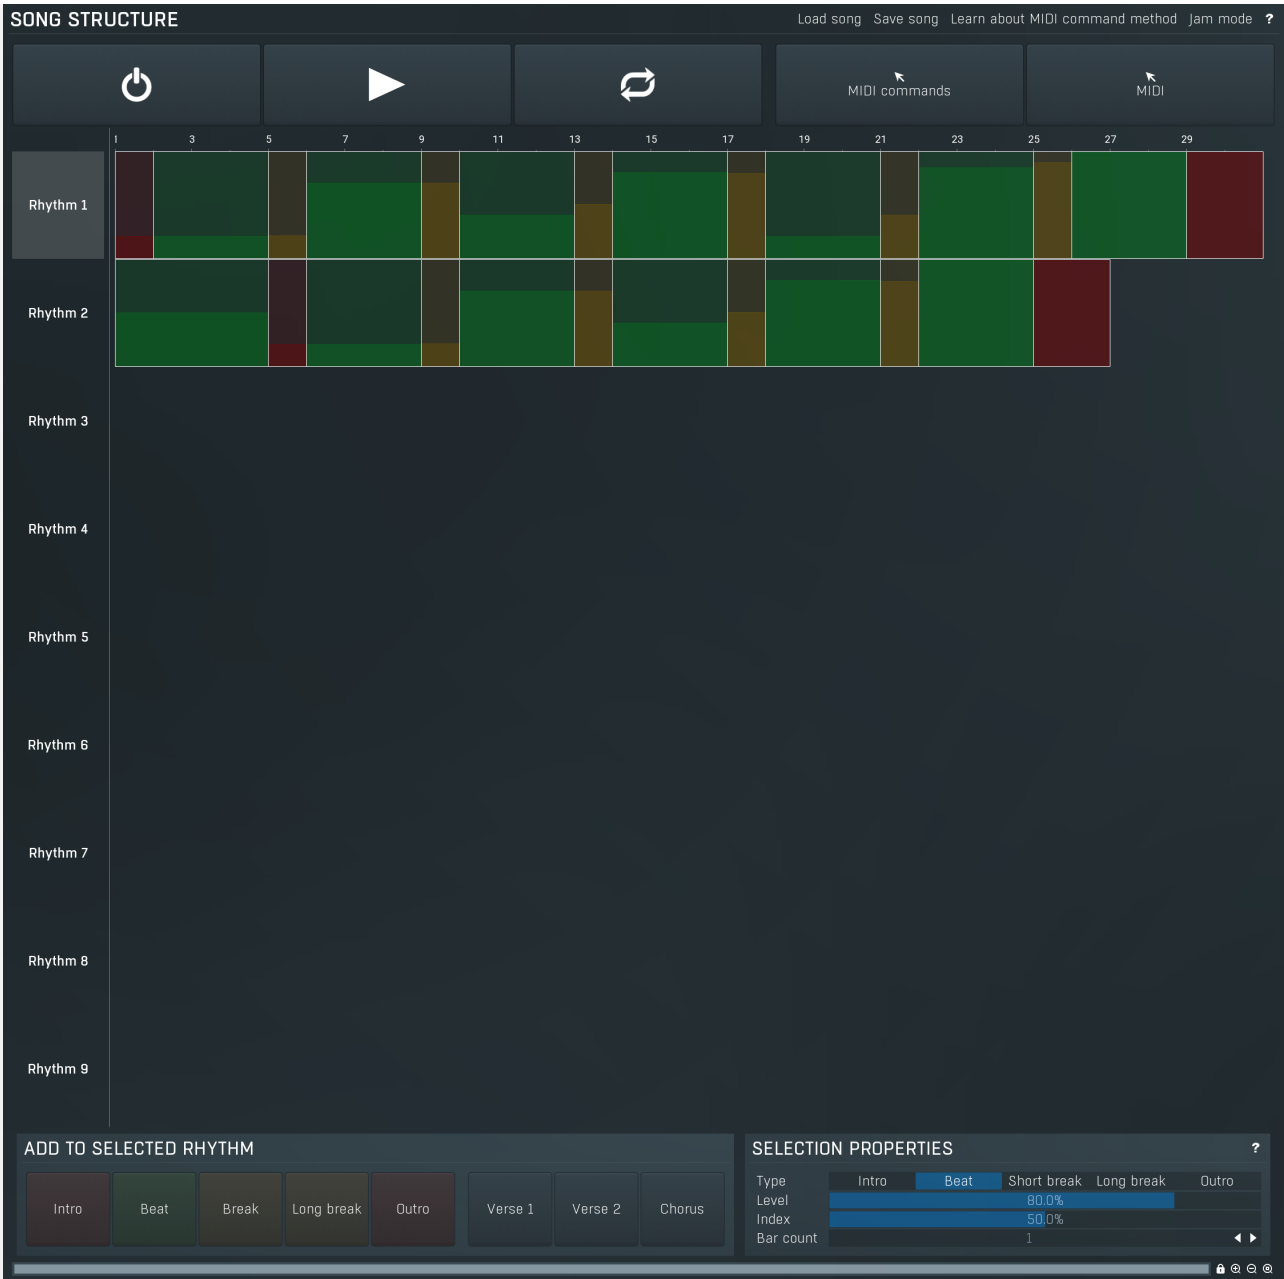 SONG STRUCTURE
Load song Save song Learn about MIDI command method Jam mode ?
MIDI commands MIDI
1 3 5 7 9 11 13 15 17 19 21 23 25 27 29
Rhythm 1
Rhythm 2
Rhythm 3
Rhythm 4
Rhythm 5
Rhythm 6
Rhythm 7
Rhythm 8
Rhythm 9
ADD TO SELECTED RHYTHM
Intro Beat Break Long break Outro Verse 1 Verse 2 Chorus
SELECTION PROPERTIES ?
Type Intro Beat Short break Long break Outro
Level 80.0%
Index 50.0%
Bar count 1